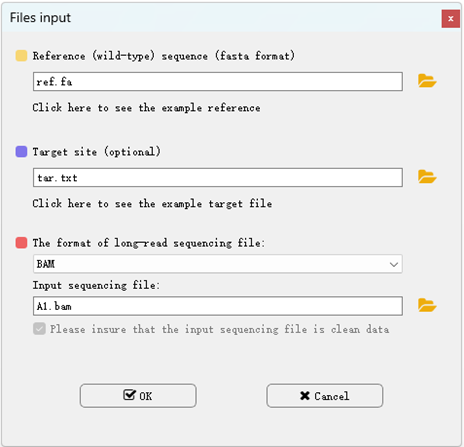 Files input
x
Reference (wild-type) sequence (fasta format)
ref.fa
Click here to see the example reference
Target site (optional)
tar.txt
Click here to see the example target file
The format of long-read sequencing file:
BAM
Input sequencing file:
A1.bam
Please insure that the input sequencing file is clean data
OK
Cancel